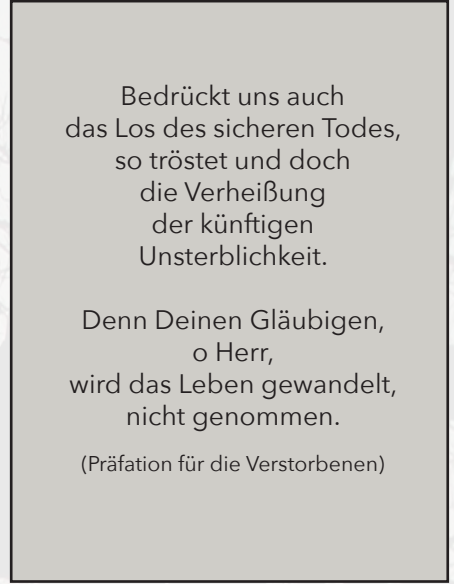 Bedrückt uns auch
das Los des sicheren Todes,
so tröstet und doch
die Verheißung
der künftigen
Unsterblichkeit.
Denn Deinen Gläubigen,
o Herr,
wird das Leben gewandelt,
nicht genommen.
(Präfation für die Verstorbenen)